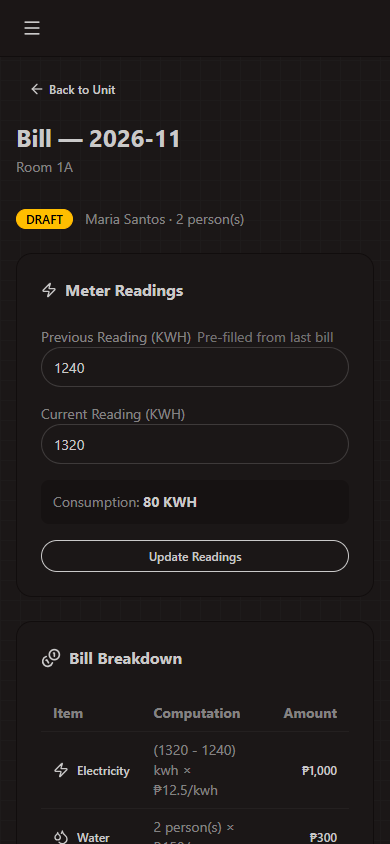 Back to Unit
Bill — 2026-11
Room 1A
DRAFT Maria Santos · 2 person(s)
Meter Readings
Previous Reading (KWH) Pre-filled from last bill
1240
Current Reading (KWH)
1320
Consumption: 80 KWH
Update Readings
Bill Breakdown
Item Computation Amount
(1320 - 1240)
Electricity kwh × ₱1,000
₱12.5/kwh
2 person(s) ×
Water ₱300